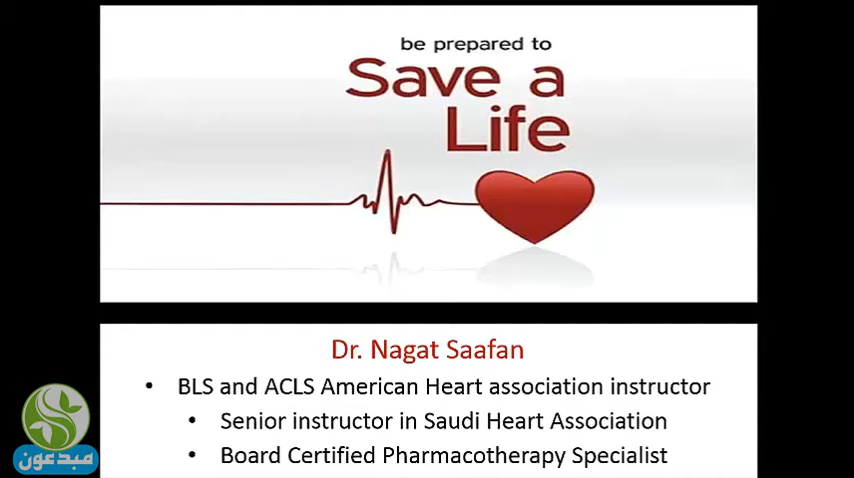 be prepared to
Save a
Life
Dr. Nagat Saafan
• BLS and ACLS American Heart association instructor
• Senior instructor in Saudi Heart Association
• Board Certified Pharmacotherapy Specialist
مبدعون